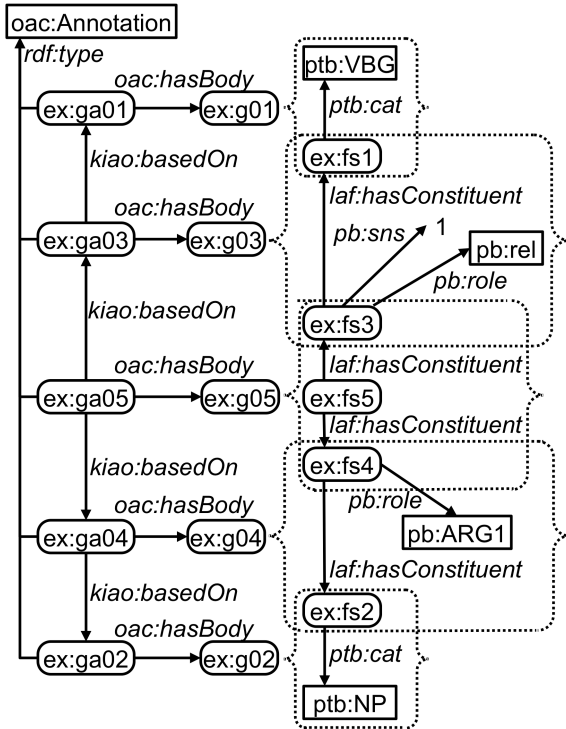 oac:Annotation
rdf:type
oac:hasBody
ptb:VBG
ex:ga01
ex:g01
ptb:cat
kiao:basedOn
ex:fs1
oac:hasBody
laf:hasConstituent
ex:ga03
ex:g03
pb:sns
1
pb:rel
pb:role
kiao:basedOn
ex:fs3
oac:hasBody
laf:hasConstituent
ex:ga05
ex:g05
ex:fs5
laf:hasConstituent
kiao:basedOn
ex:fs4
oac:hasBody
pb:role
ex:ga04
ex:g04
pb:ARG1
laf:hasConstituent
kiao:basedOn
ex:fs2
oac:hasBody
ex:ga02
ex:g02
ptb:cat
ptb:NP